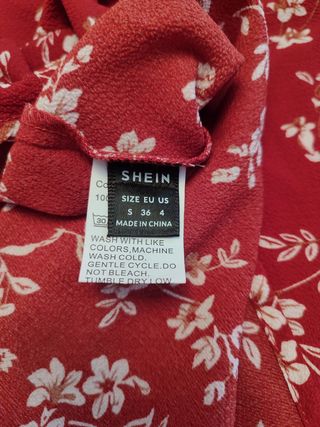 SHEIN
SIZE EU US
S 36 4
MADE IN CHINA
30
WASH WITH LIKE
COLORS,MACHINE
WASH COLD,
GENTLE CYCLE.DO
NOT BLEACH.
TUMBLE DRY LOW